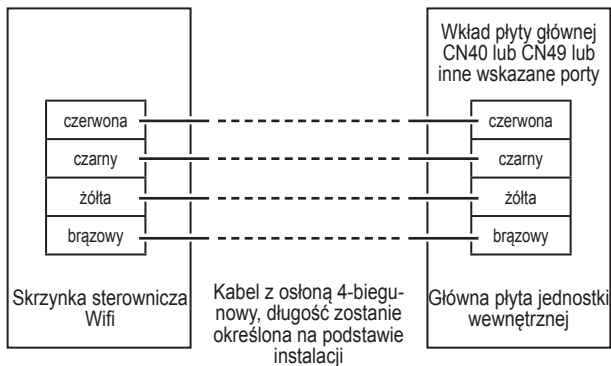 Wkład płyty głównej
CN40 lub CN49 lub
inne wskazane porty
czerwona
czerwona
czarny
czarny
żółta
żółta
brązowy
brązowy
Skrzynka sterownicza
Wifi
Kabel z osłoną 4-biegu-
nowy, długość zostanie
określona na podstawie
instalacji
Główna płyta jednostki
wewnętrznej